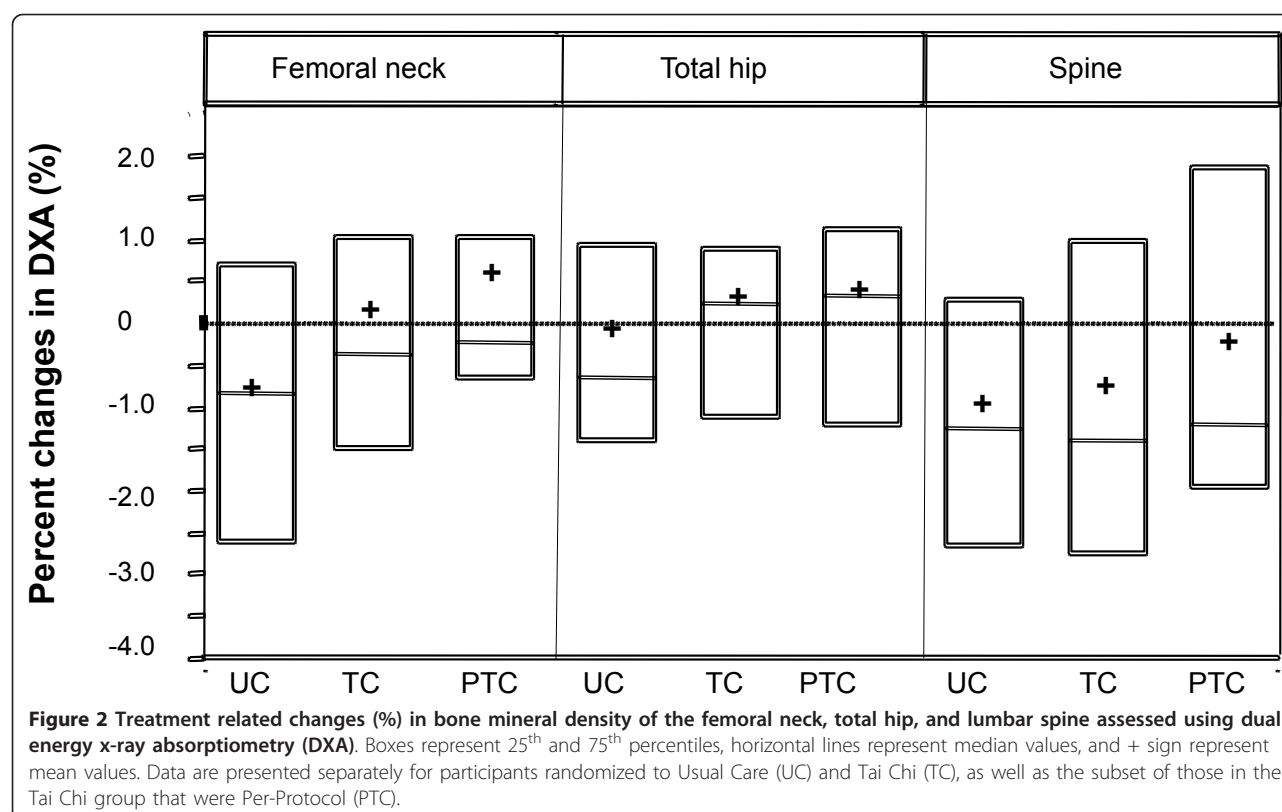 Femoral neck Total hip Spine
Percent changes in DXA (%)
2.0
1.0
0
-1.0
-2.0
-3.0
-4.0
UC TC PTC UC TC PTC UC TC PTC
Figure 2 Treatment related changes (%) in bone mineral density of the femoral neck, total hip, and lumbar spine assessed using dual
energy x-ray absorptiometry (DXA). Boxes represent 25th and 75th percentiles, horizontal lines represent median values, and + sign represent
mean values. Data are presented separately for participants randomized to Usual Care (UC) and Tai Chi (TC), as well as the subset of those in the
Tai Chi group that were Per-Protocol (PTC).